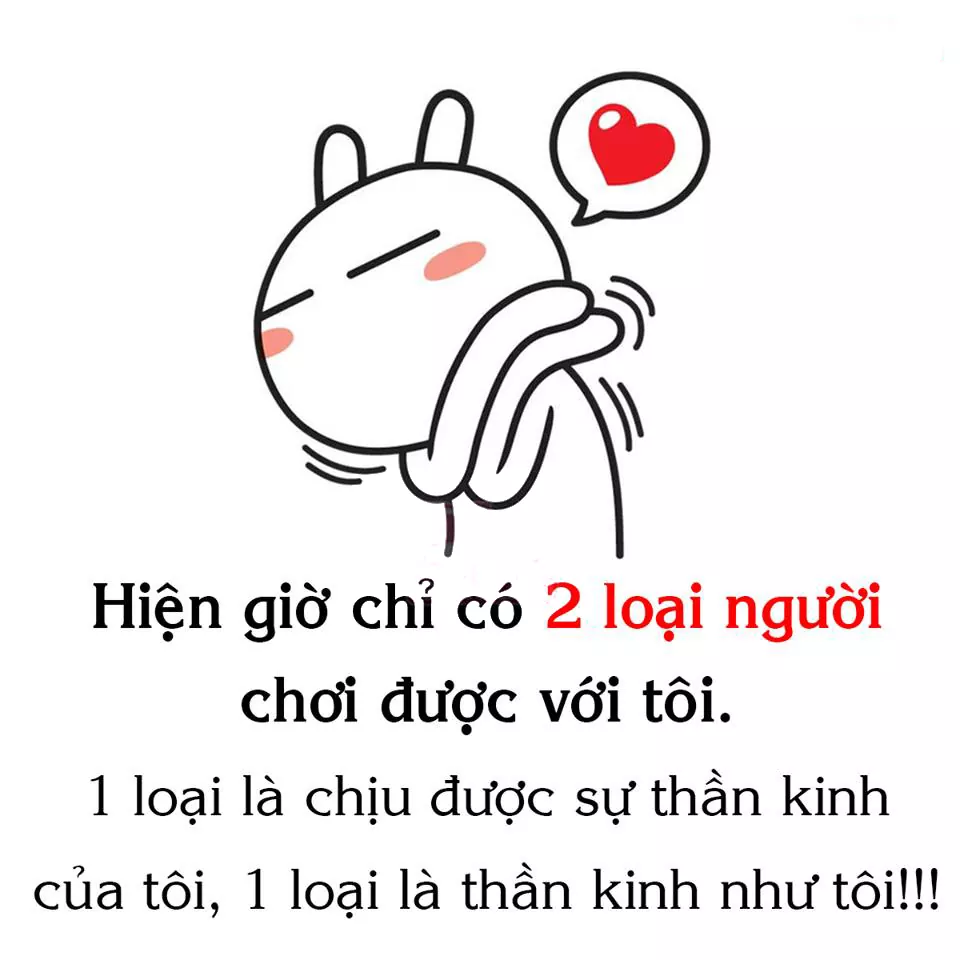 Hiện giờ chỉ có 2 loại người
chơi được với tôi.
1 loại là chịu được sự thần kinh
của tôi, 1 loại là thần kinh như tôi!!!